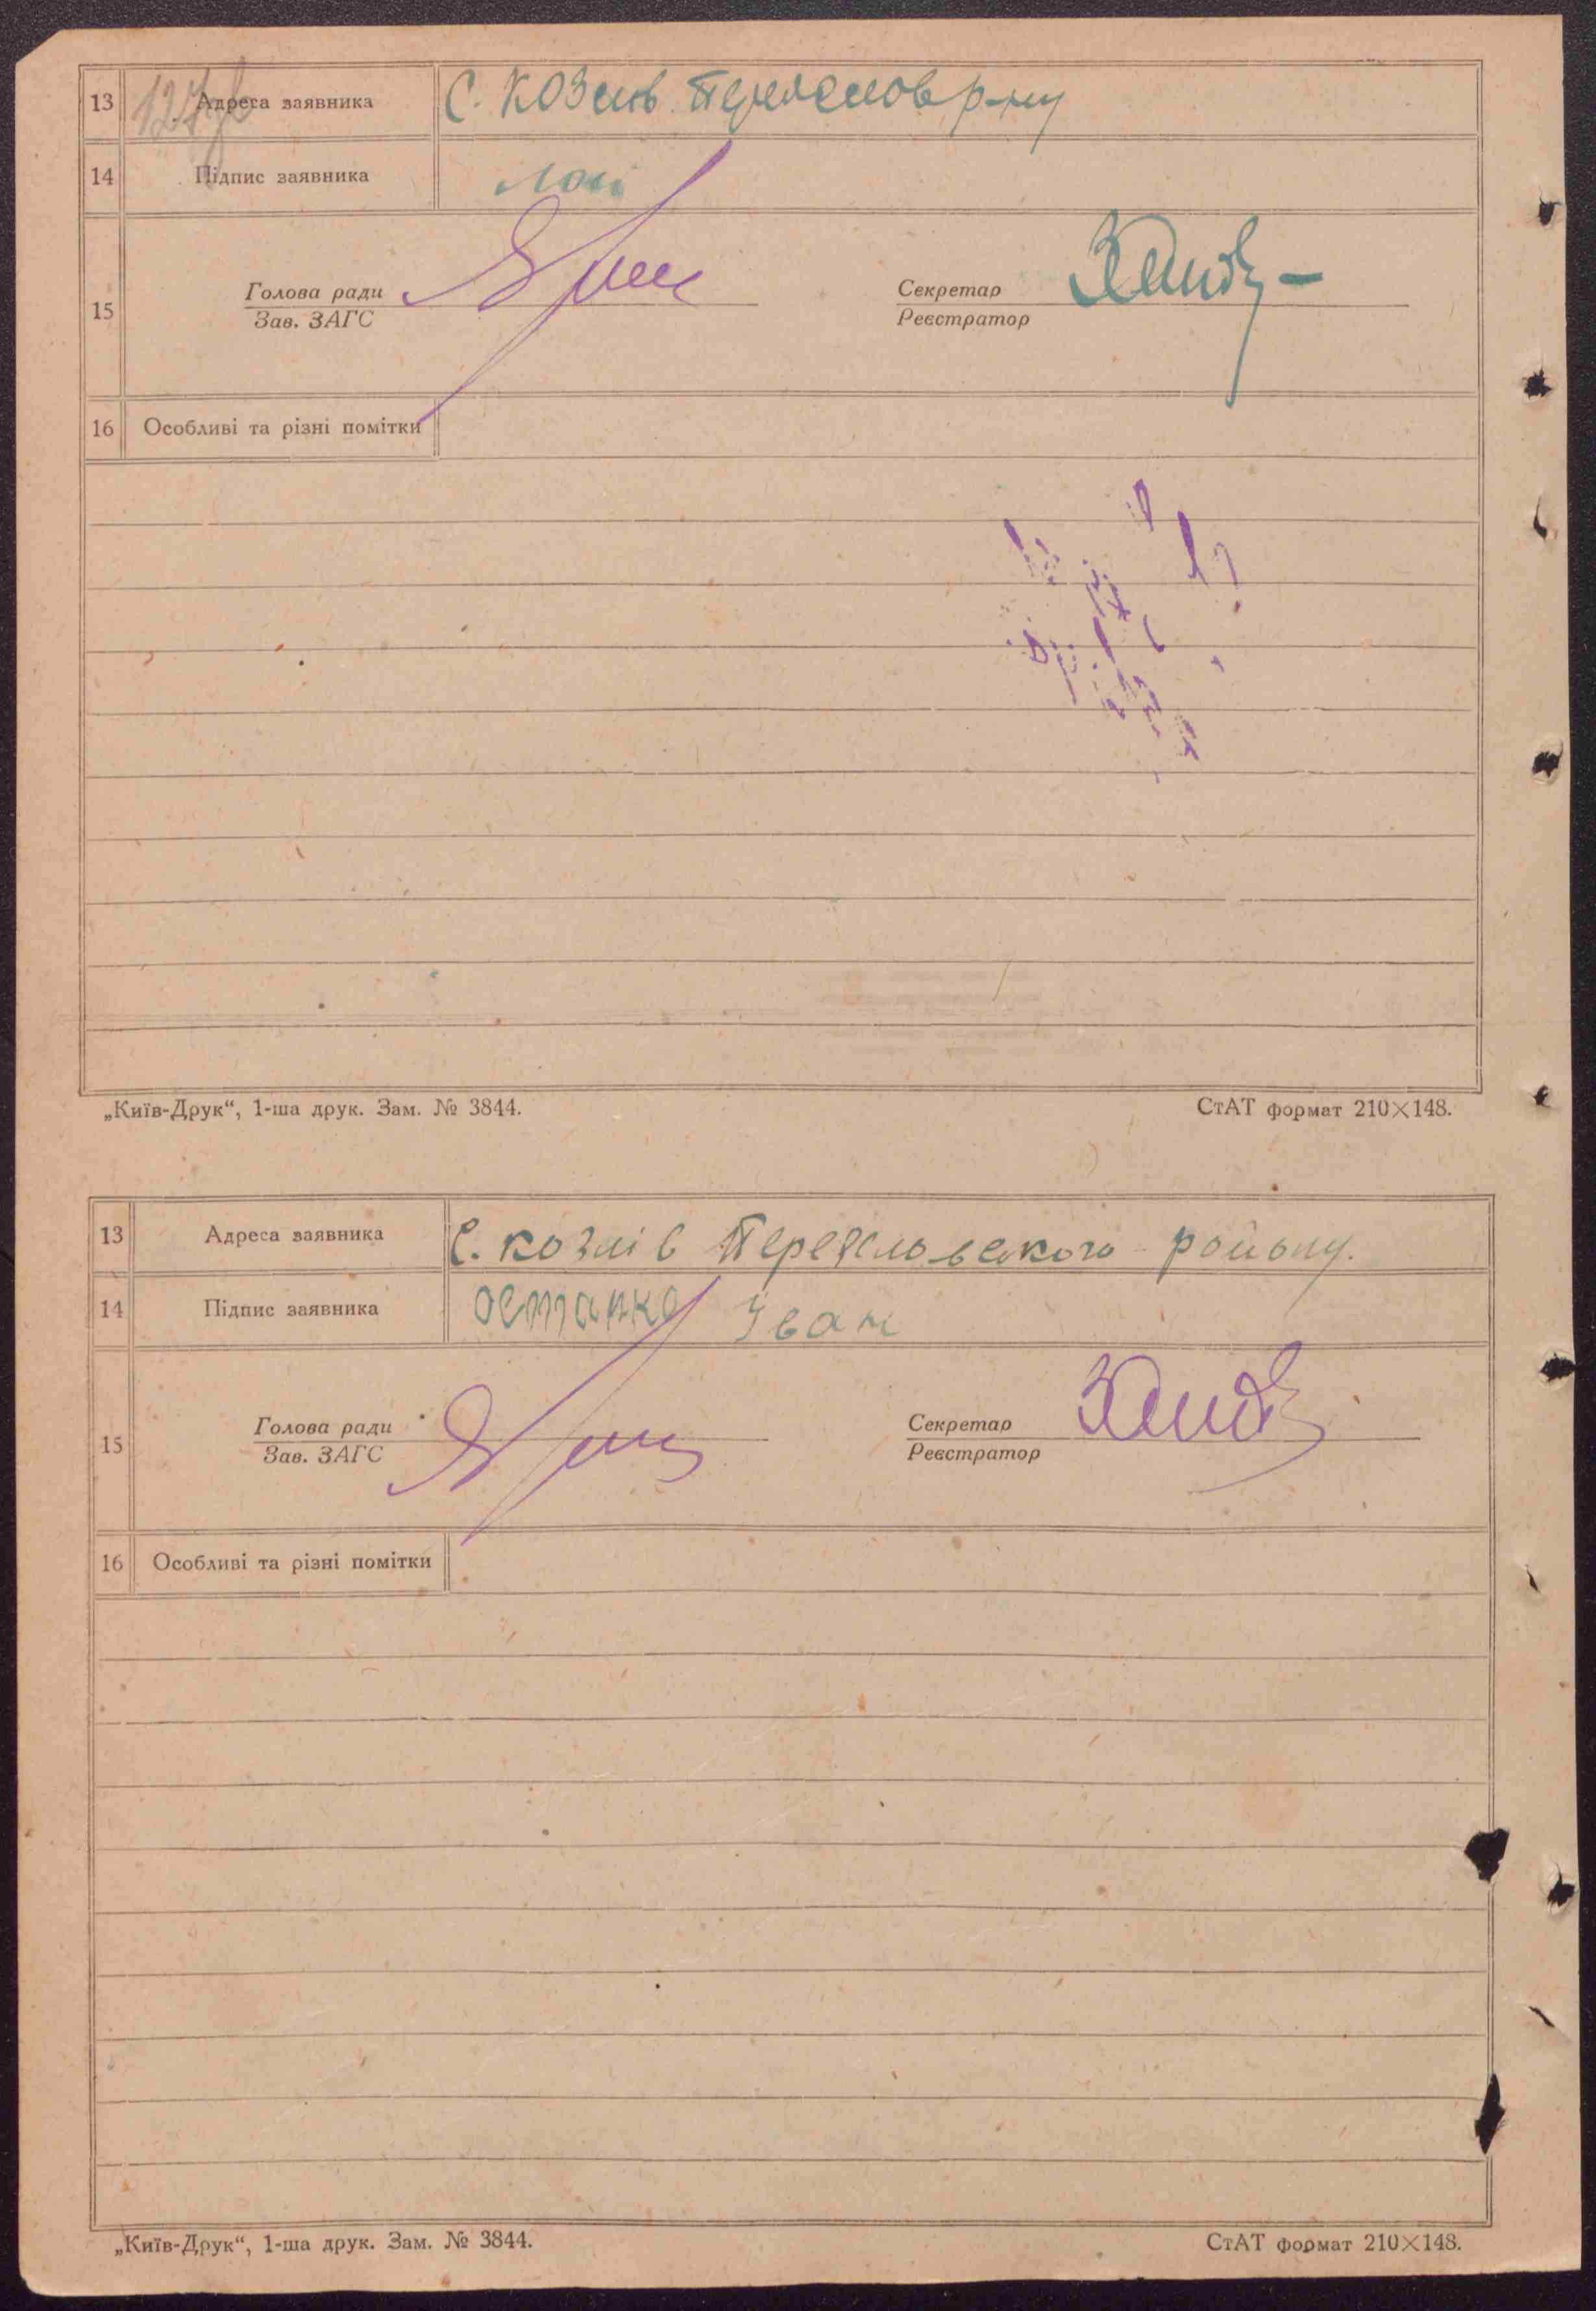 13 Адреса заявника С. Козлів р-ну
14 Підпис заявника
15 Голова ради Секретар
Зав. ЗАГС Реєстратор
16 Особливі та різні помітки
„Київ-Друк“, 1-ша друк. Зам. № 3844. СтАТ формат 210×148.
13 Адреса заявника С. козлів району.
14 Підпис заявника Остапко Іван
15 Голова ради Секретар
Зав. ЗАГС Реєстратор
16 Особливі та різні помітки
„Київ-Друк“, 1-ша друк. Зам. № 3844. СтАТ формат 210×148.